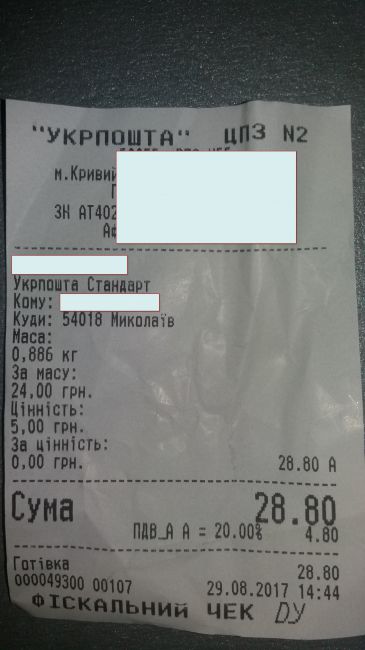 "УКРПОШТА" ЦПЗ N2
м.Кривий
ЗН АТ402
Укрпошта Стандарт
Кому:
Куди: 54018 Миколаїв
Маса:
0,886 кг
За масу:
24,00 грн.
Цінність:
5,00 грн.
За цінність:
0,00 грн. 28.80 А
Сума 28.80
ПДВ_А А = 20.00% 4.80
Готівка 28.80
000049300 00107 29.08.2017 14:44
ФІСКАЛЬНИЙ ЧЕК